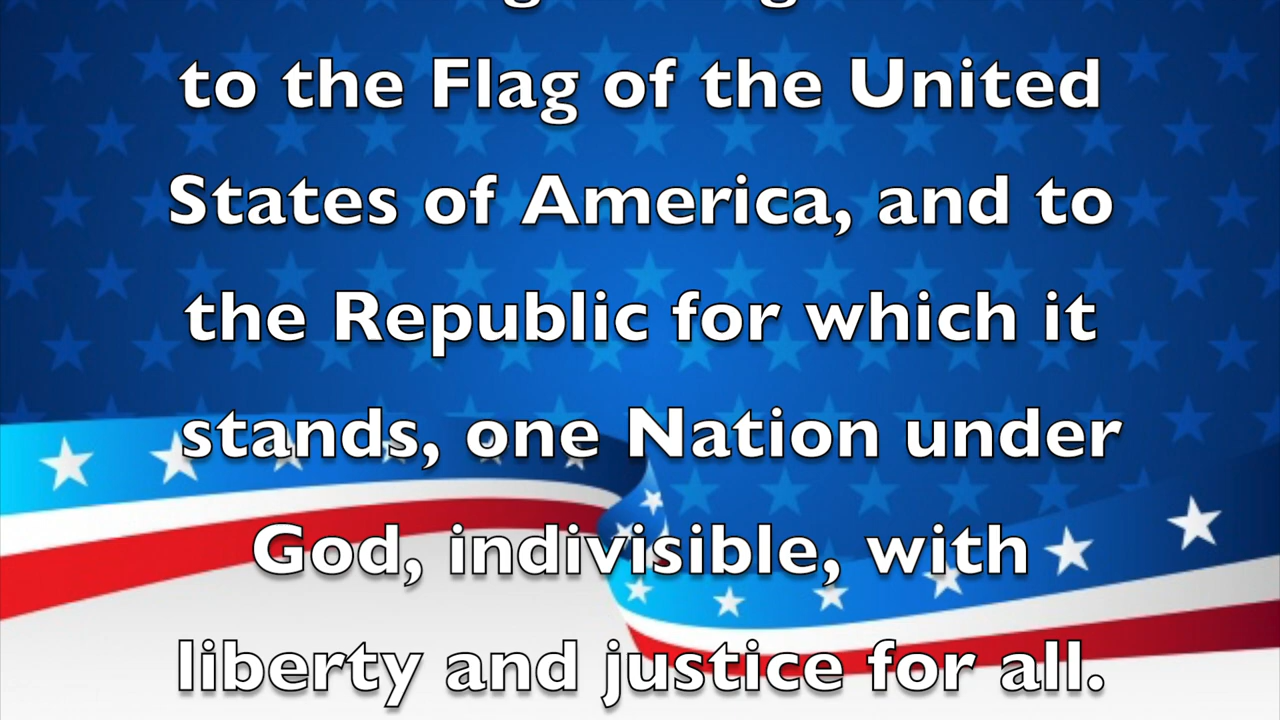 to the Flag of the United
States of America, and to
the Republic for which it
stands, one Nation under
God, indivisible, with
liberty and justice for all.